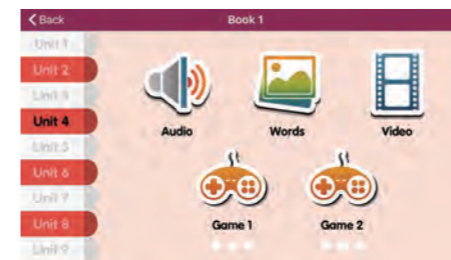 Back
Book 1
Unit 1
Unit 2
Unit 3
Unit 4
Unit 5
Unit 6
Unit 7
Unit 8
Unit 9
Audio
Words
Video
Game 1
Game 2